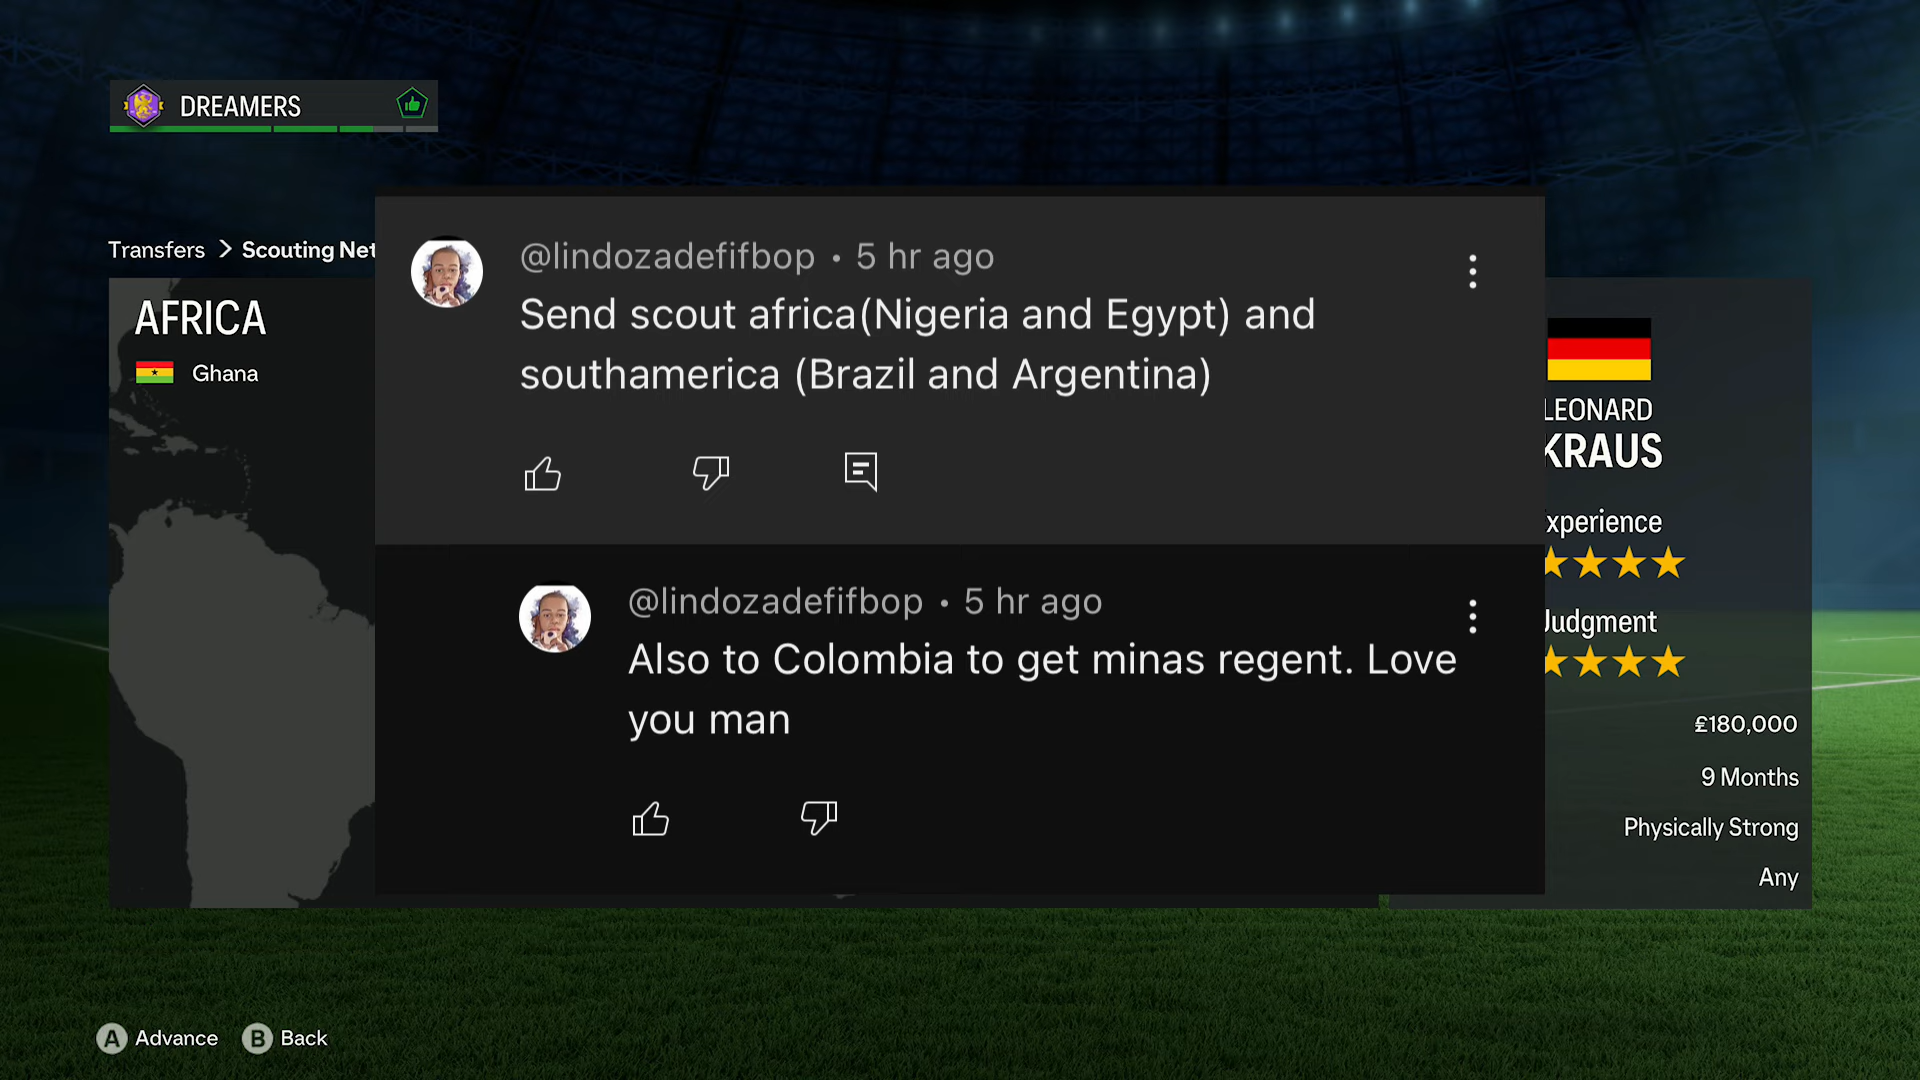 DREAMERS
Transfers > Scouting Net
AFRICA
Ghana
@lindozadefifbop • 5 hr ago
Send scout africa(Nigeria and Egypt) and
southamerica (Brazil and Argentina)
@lindozadefifbop • 5 hr ago
Also to Colombia to get minas regent. Love
you man
LEONARD
KRAUS
xperience
Judgment
£180,000
9 Months
Physically Strong
Any
A Advance B Back